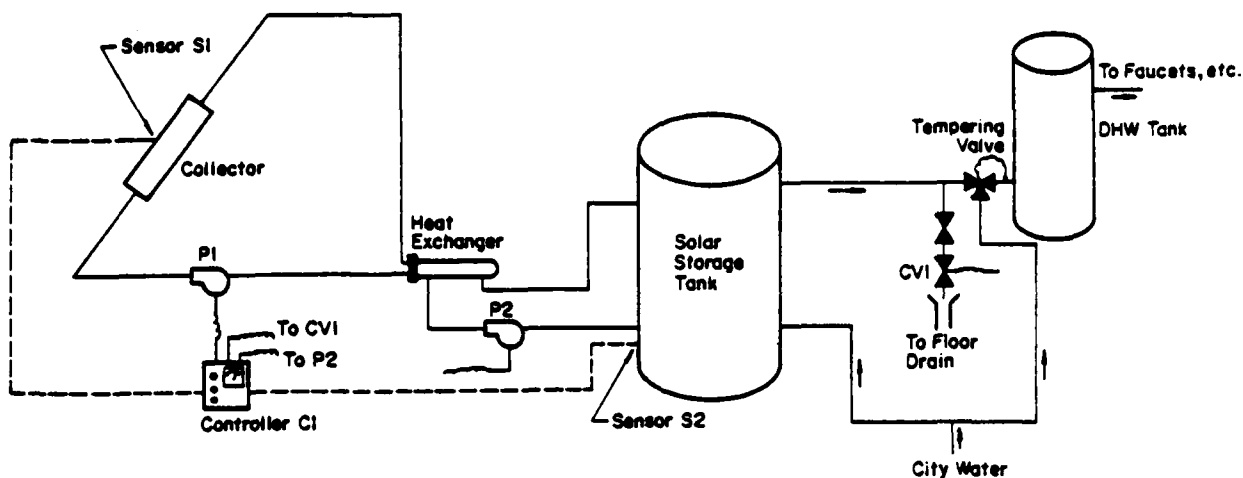 Sensor S1
To Faucets, etc.
Tempering
Valve
DHW Tank
Collector
Heat
Exchanger
P1
Solar
Storage
Tank
CV1
P2
To CV1
To P2
To Floor
Drain
Controller C1
Sensor S2
City Water